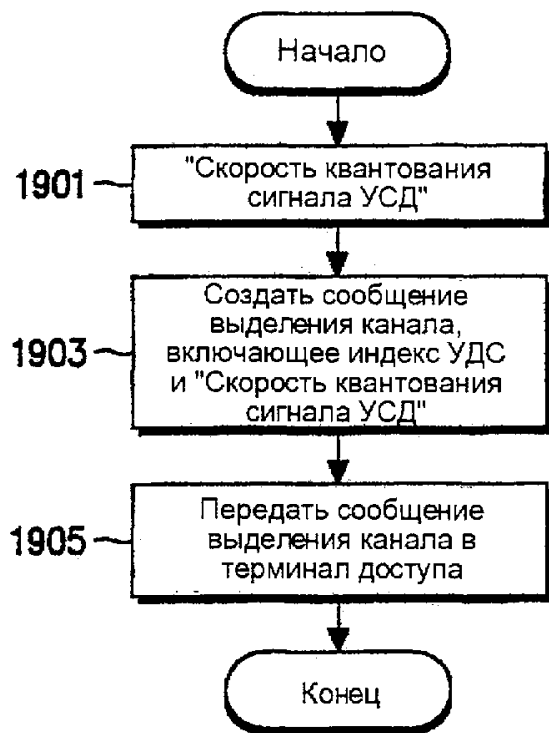 Начало
1901
"Скорость квантования
сигнала УСД"
1903
Создать сообщение
выделения канала,
включающее индекс УДС
и "Скорость квантования
сигнала УСД"
1905
Передать сообщение
выделения канала в
терминал доступа
Конец